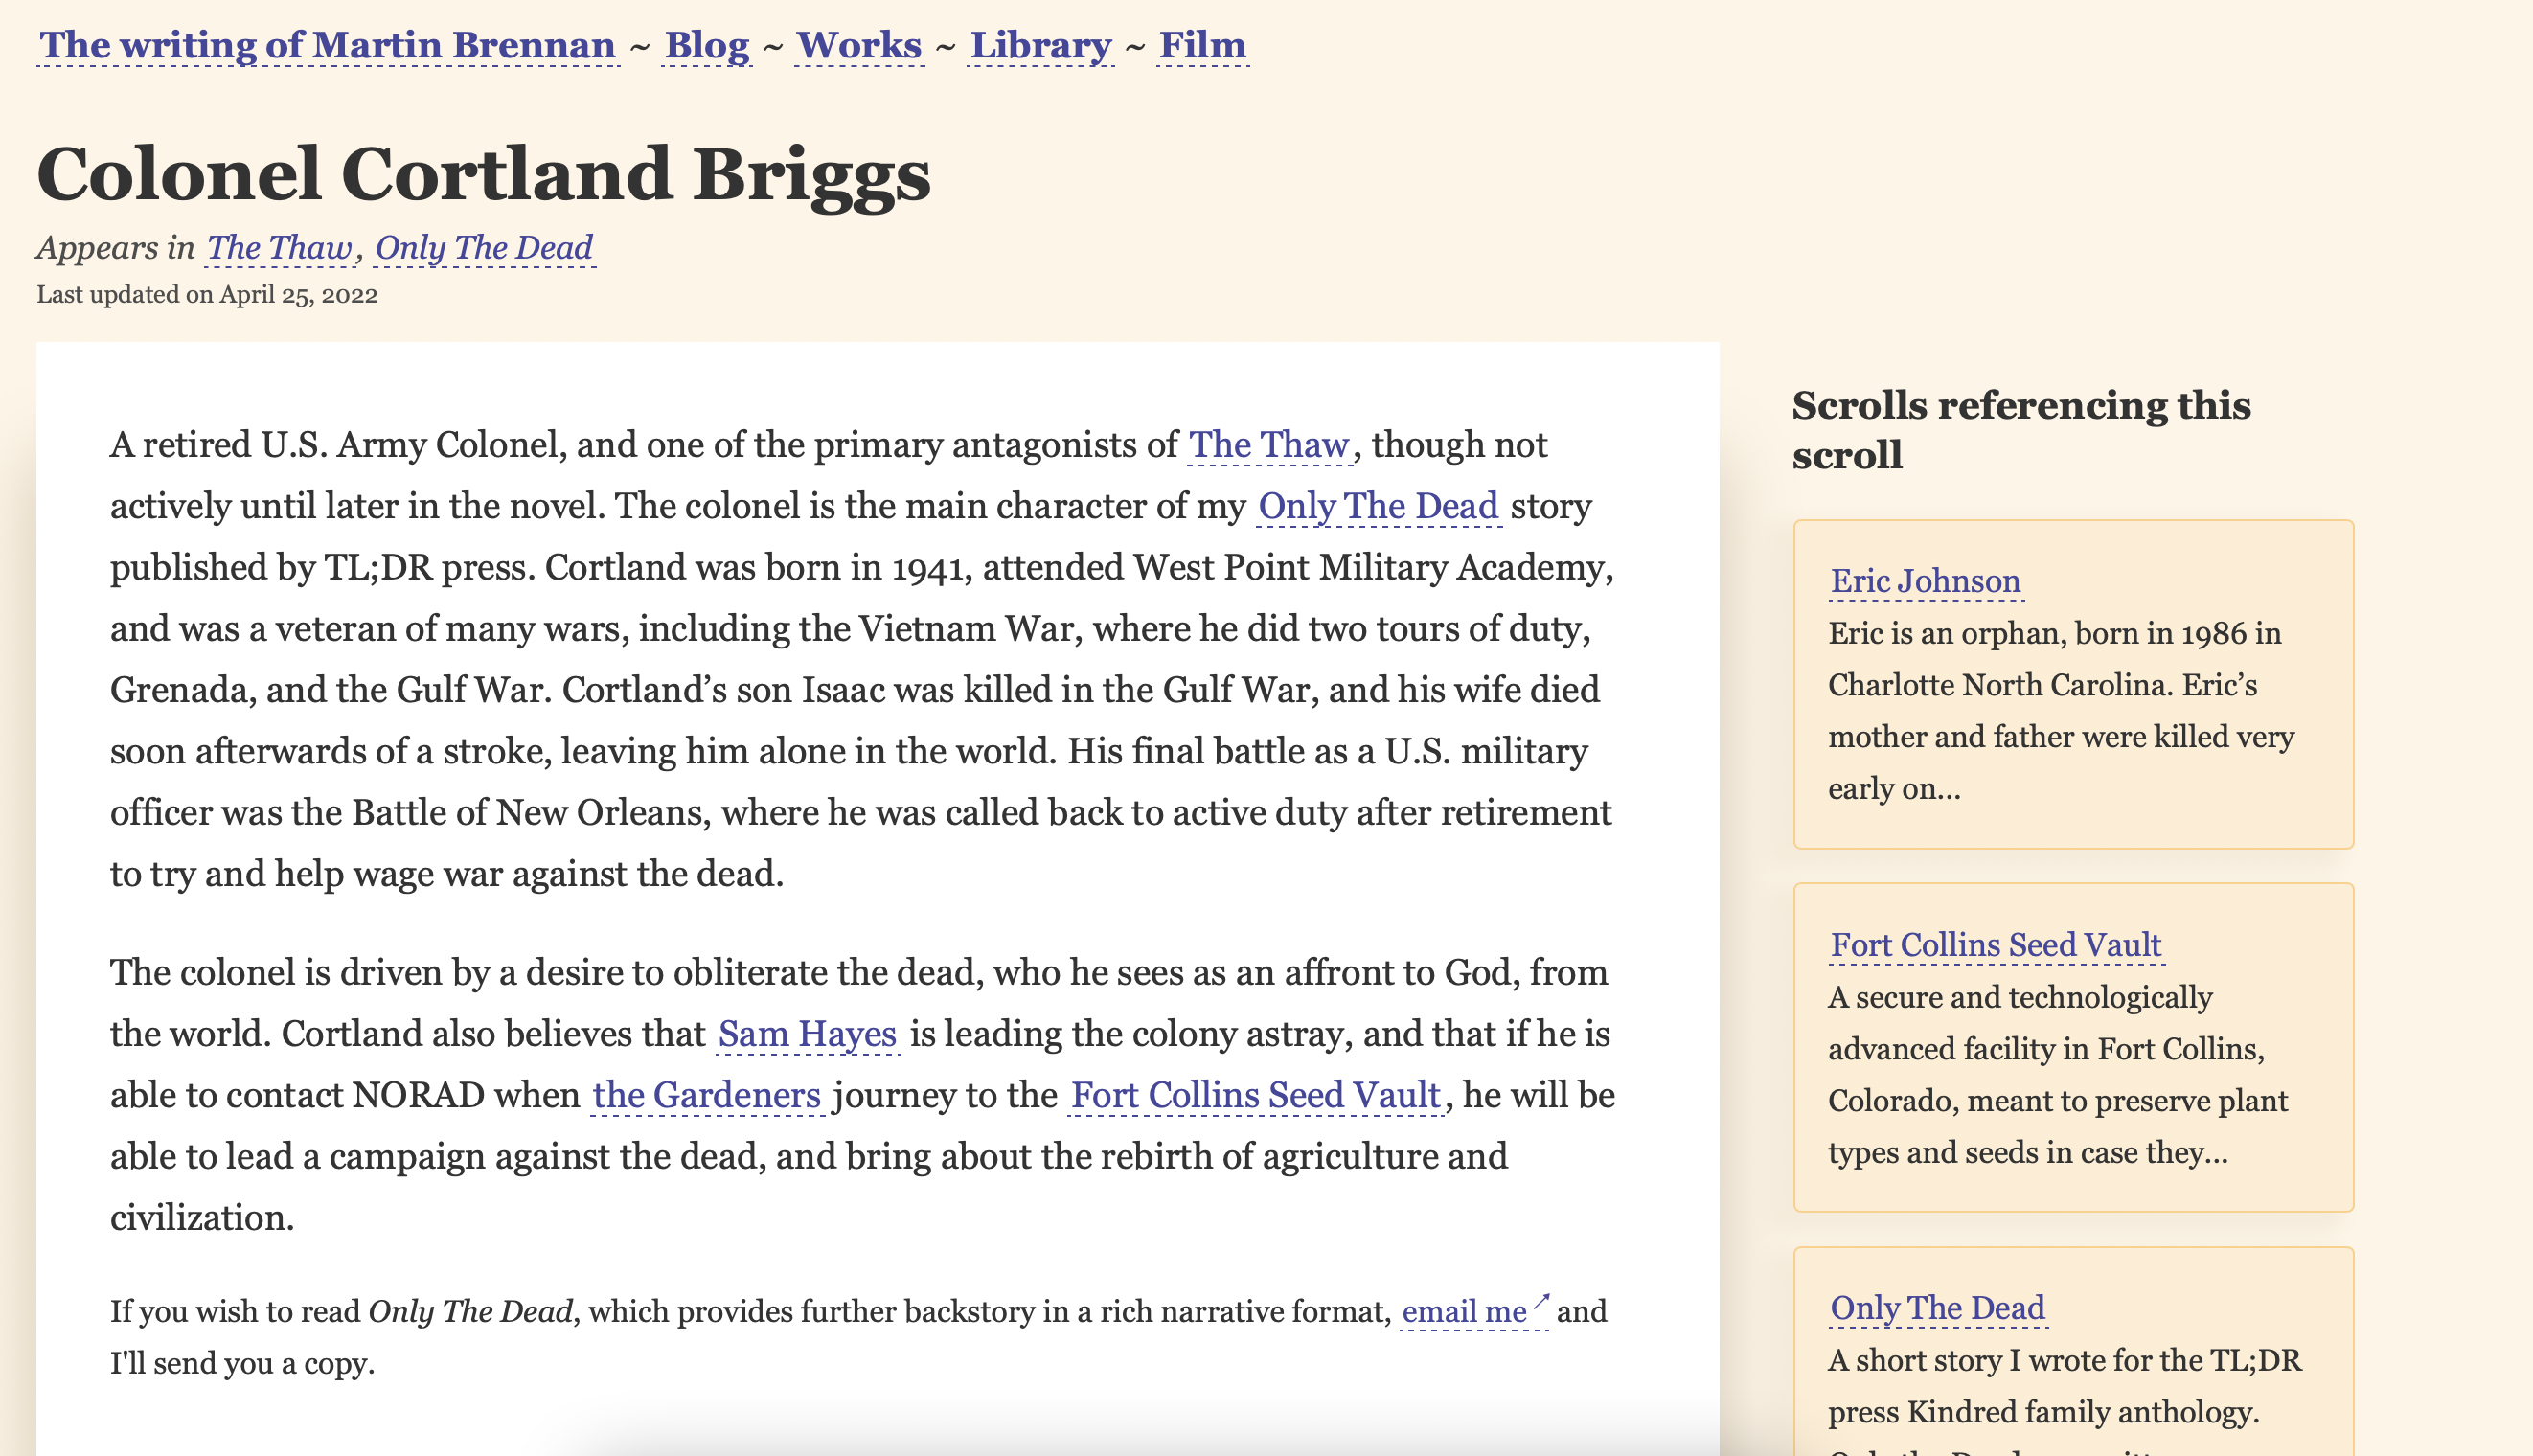 The writing of Martin Brennan ~ Blog ~ Works ~ Library ~ Film
Colonel Cortland Briggs
Appears in The Thaw, Only The Dead
Last updated on April 25, 2022
A retired U.S. Army Colonel, and one of the primary antagonists of The Thaw, though not
actively until later in the novel. The colonel is the main character of my Only The Dead story
published by TL;DR press. Cortland was born in 1941, attended West Point Military Academy,
and was a veteran of many wars, including the Vietnam War, where he did two tours of duty,
Grenada, and the Gulf War. Cortland’s son Isaac was killed in the Gulf War, and his wife died
soon afterwards of a stroke, leaving him alone in the world. His final battle as a U.S. military
officer was the Battle of New Orleans, where he was called back to active duty after retirement
to try and help wage war against the dead.
The colonel is driven by a desire to obliterate the dead, who he sees as an affront to God, from
the world. Cortland also believes that Sam Hayes is leading the colony astray, and that if he is
able to contact NORAD when the Gardeners journey to the Fort Collins Seed Vault, he will be
able to lead a campaign against the dead, and bring about the rebirth of agriculture and
civilization.
If you wish to read Only The Dead, which provides further backstory in a rich narrative format, email me and
I'll send you a copy.
Scrolls referencing this
scroll
Eric Johnson
Eric is an orphan, born in 1986 in
Charlotte North Carolina. Eric’s
mother and father were killed very
early on...
Fort Collins Seed Vault
A secure and technologically
advanced facility in Fort Collins,
Colorado, meant to preserve plant
types and seeds in case they...
Only The Dead
A short story I wrote for the TL;DR
press Kindred family anthology.